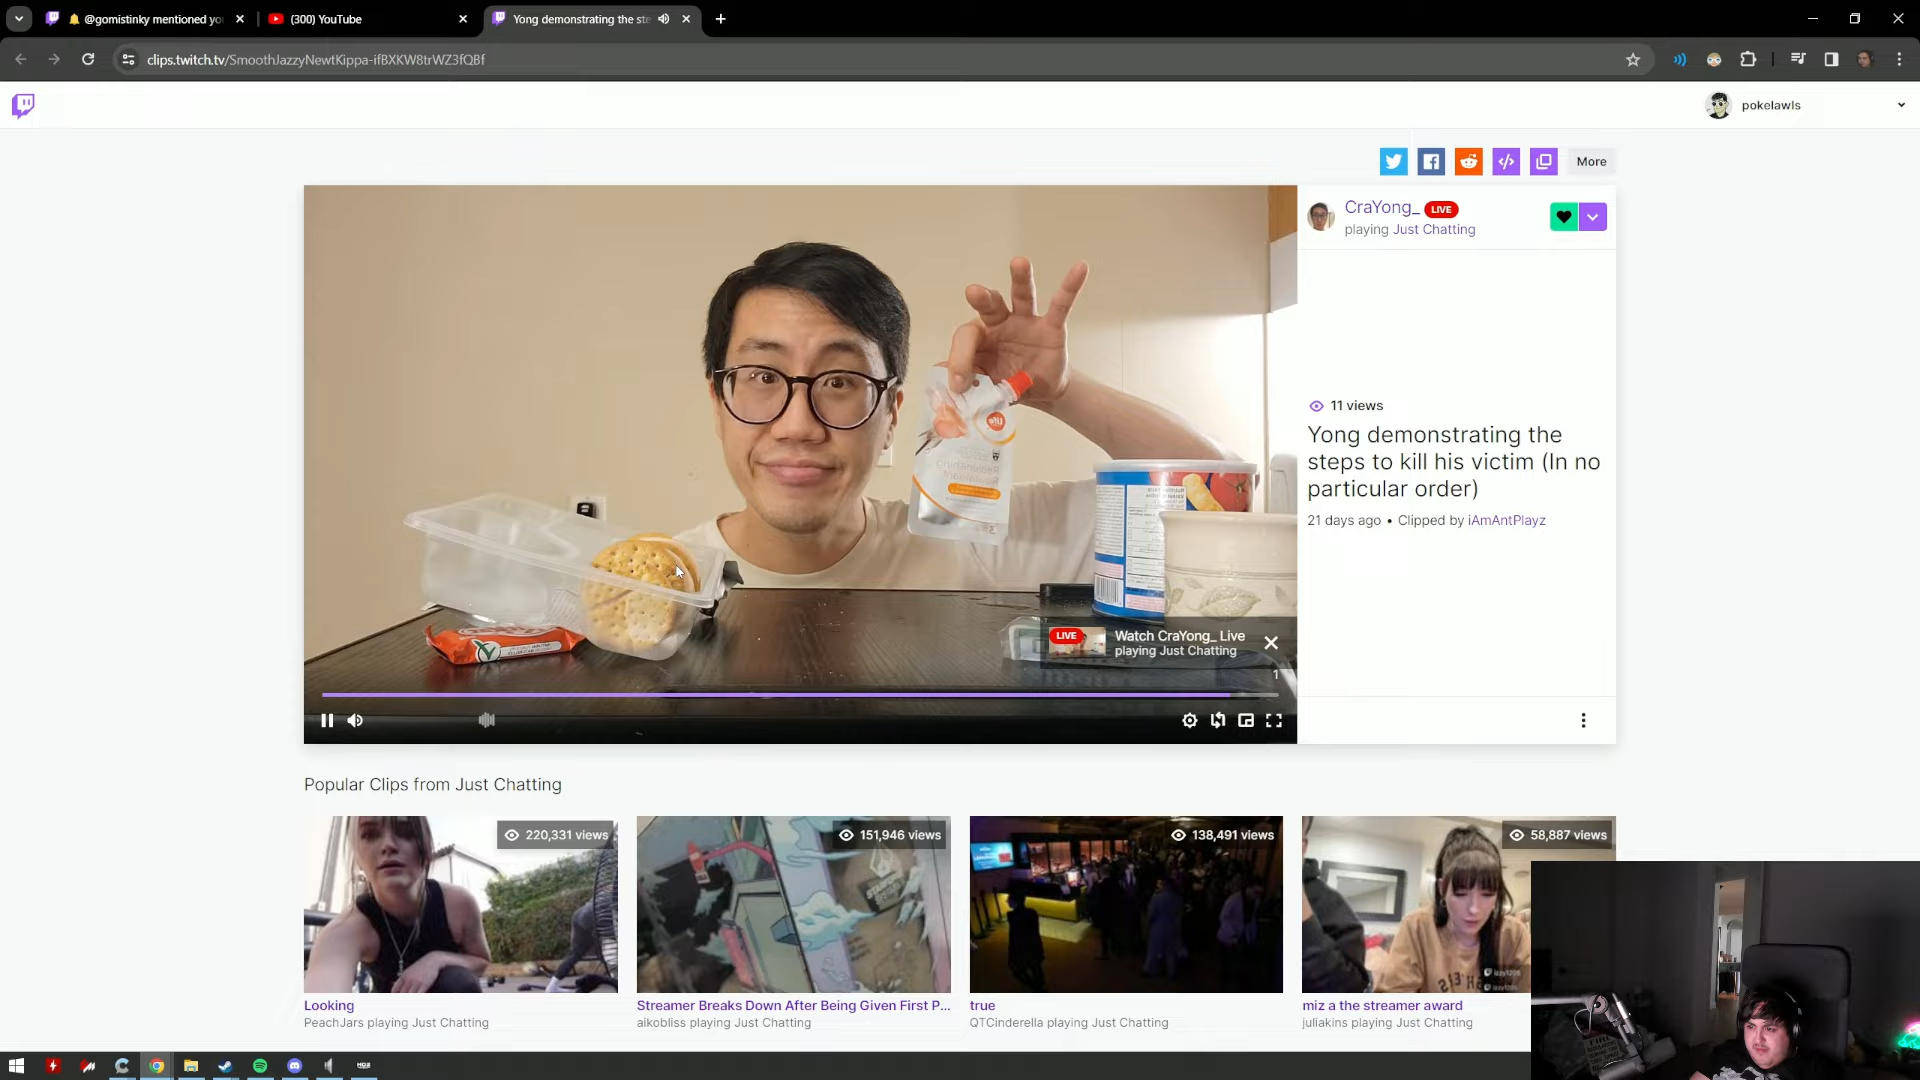 @gomistinky mentioned yo
(300) YouTube
Yong demonstrating the ste
clips.twitch.tv/SmoothJazzyNewtKippa-ifBXKW8trWZ3fQBf
pokelawls
More
CraYong_ LIVE
playing Just Chatting
11 views
Yong demonstrating the
steps to kill his victim (In no
particular order)
21 days ago • Clipped by iAmAntPlayz
LIVE
Watch CraYong_ Live
playing Just Chatting
1
Popular Clips from Just Chatting
220,331 views
151,946 views
138,491 views
58,887 views
Looking
PeachJars playing Just Chatting
Streamer Breaks Down After Being Given First P...
aikobliss playing Just Chatting
true
QTCinderella playing Just Chatting
miz a the streamer award
juliakins playing Just Chatting